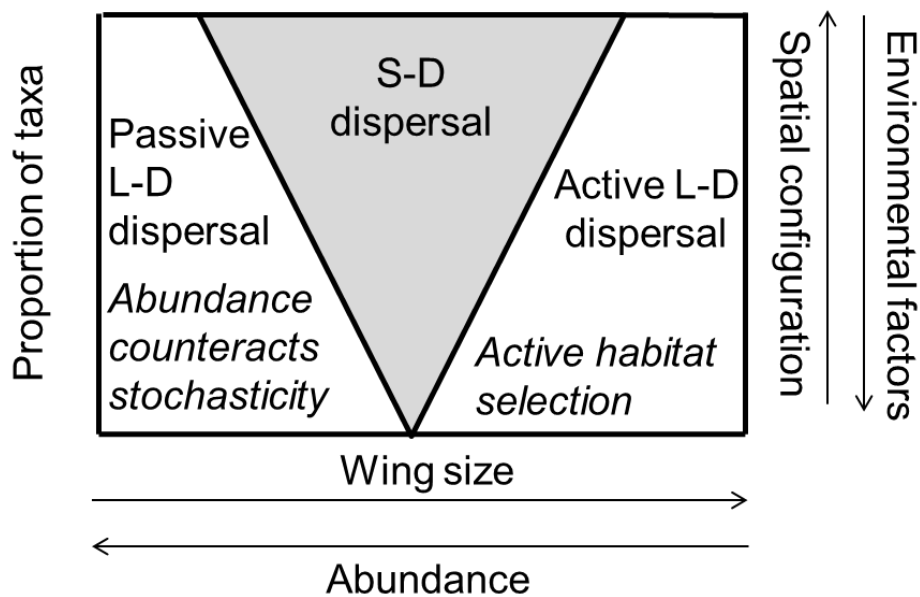 Proportion of taxa
S-D
dispersal
Passive
L-D
dispersal
Abundance
counteracts
stochasticity
Active L-D
dispersal
Active habitat
selection
Spatial configuration
Environmental factors
Wing size
Abundance